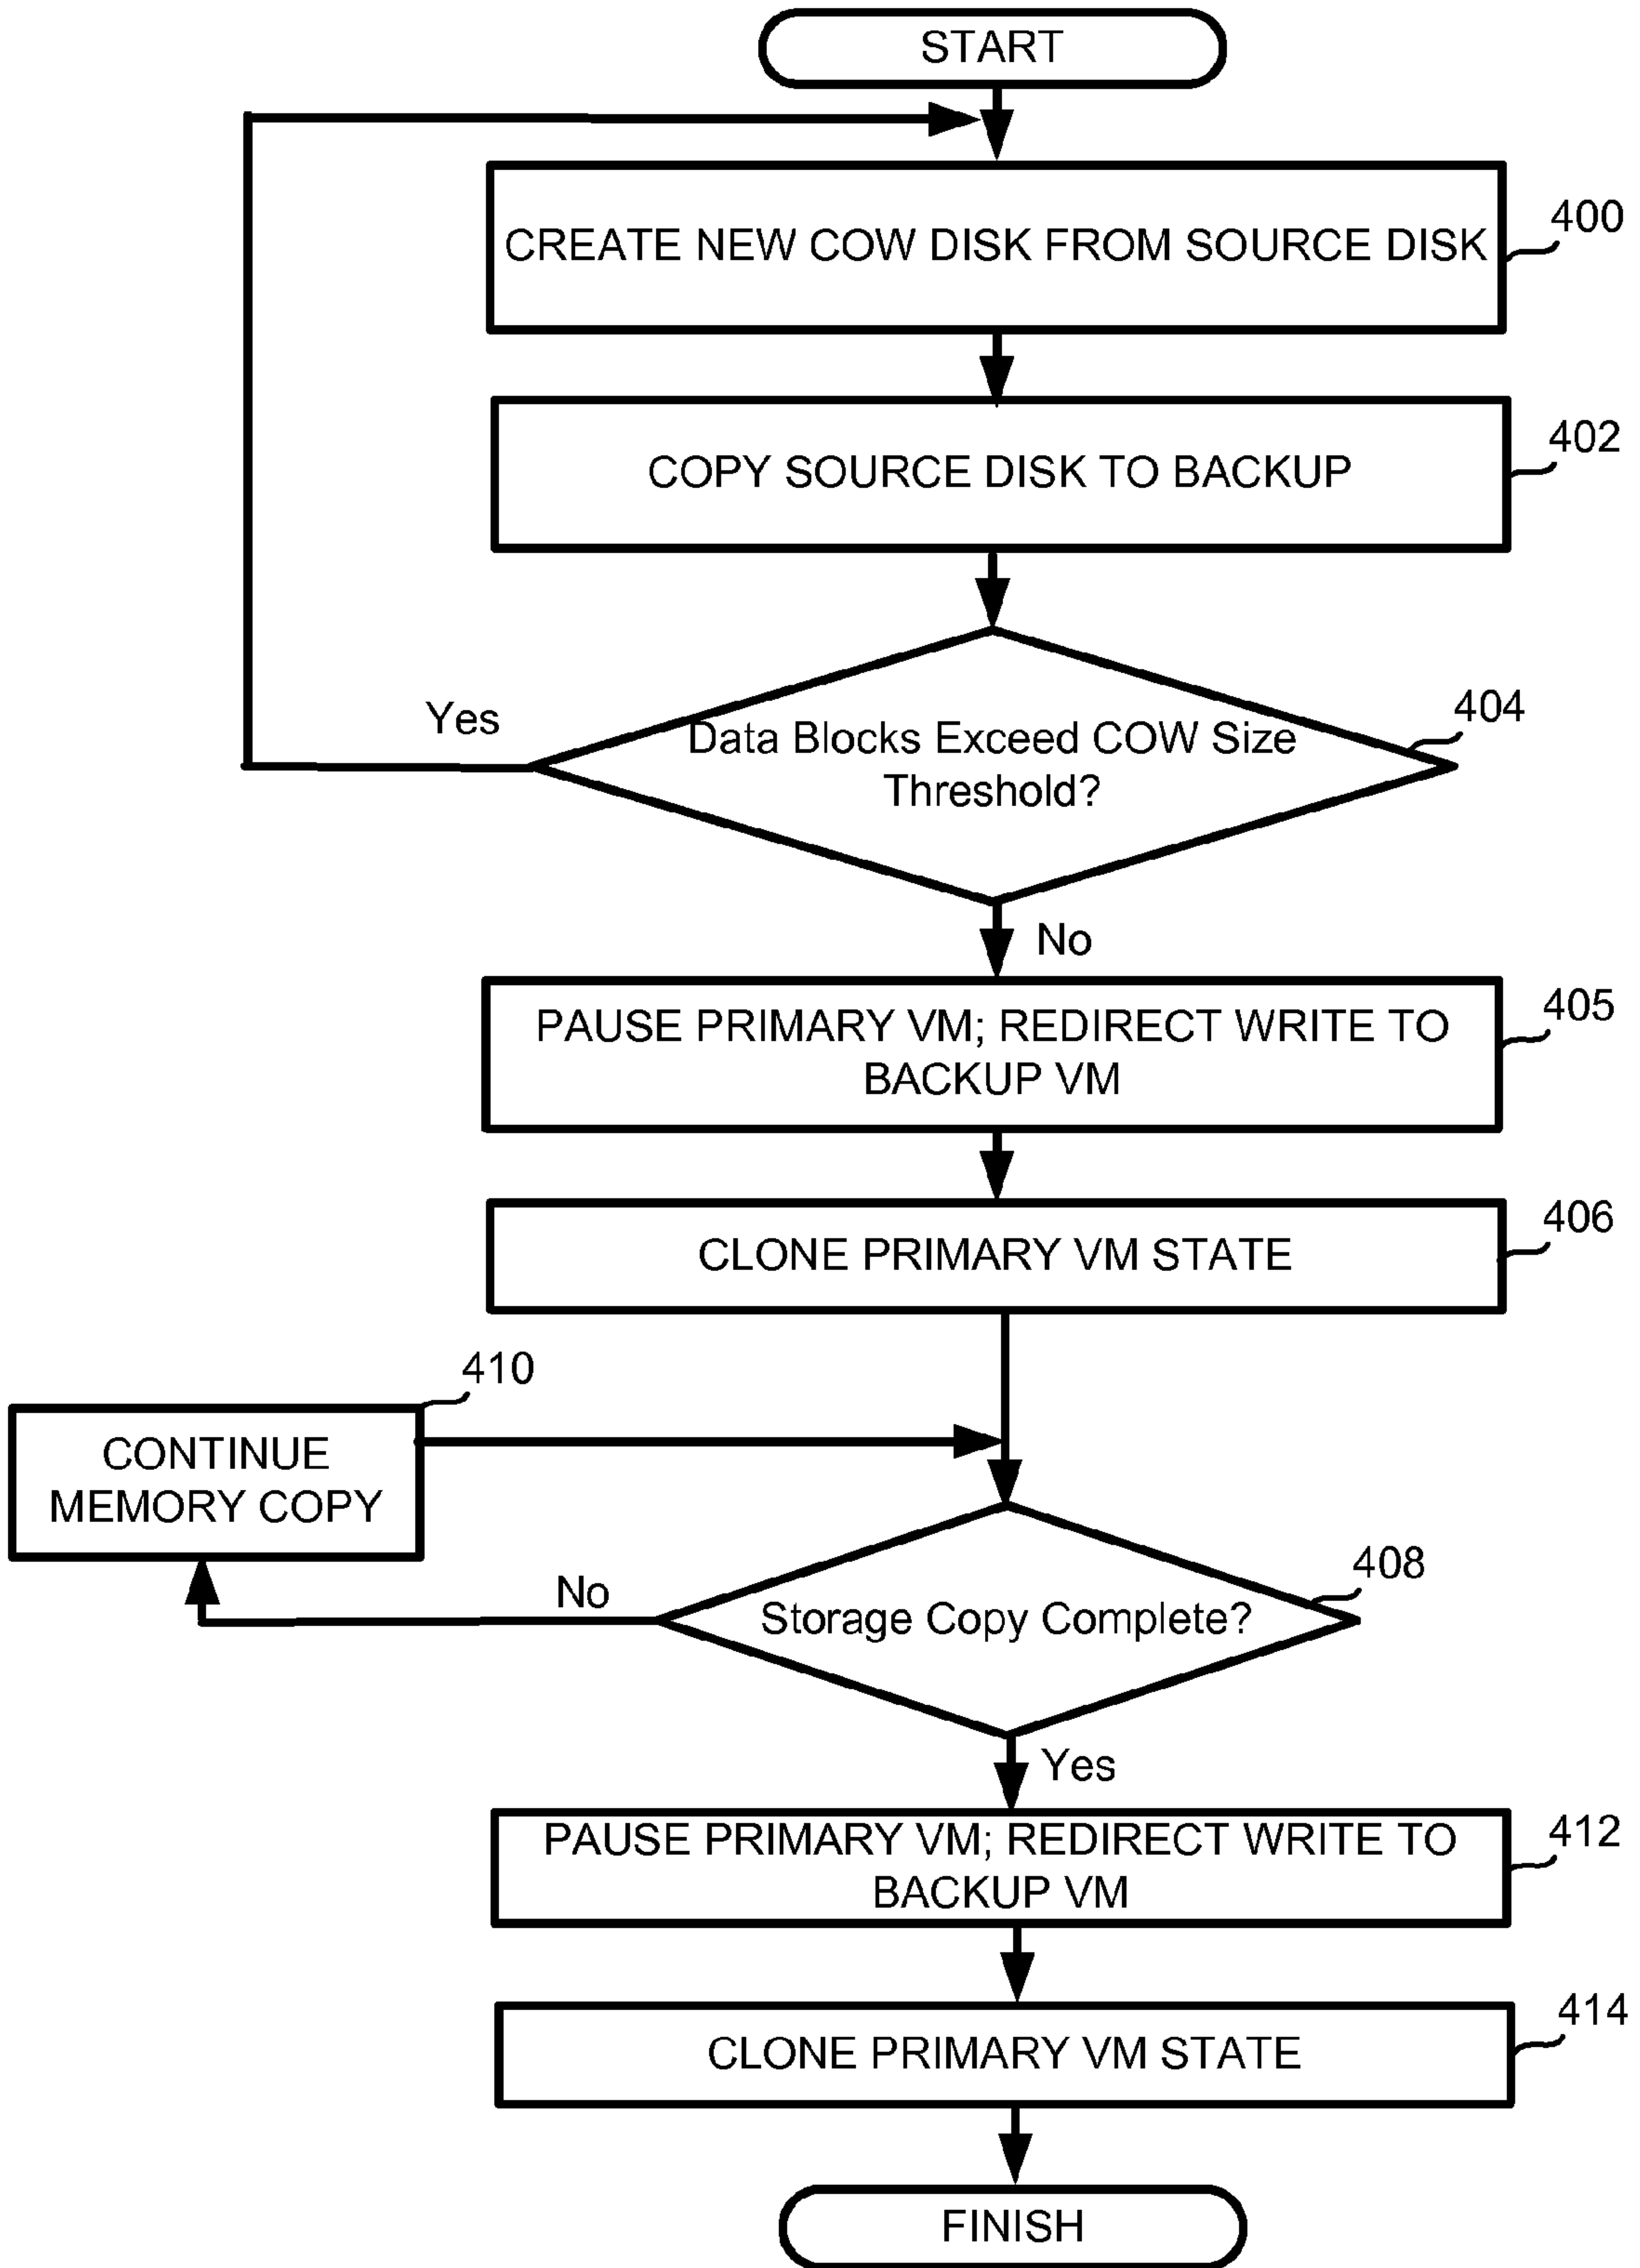 START
CREATE NEW COW DISK FROM SOURCE DISK
400
COPY SOURCE DISK TO BACKUP
402
Data Blocks Exceed COW Size
Threshold?
404
Yes
No
PAUSE PRIMARY VM; REDIRECT WRITE TO
BACKUP VM
405
CLONE PRIMARY VM STATE
406
410
CONTINUE
MEMORY COPY
408
Storage Copy Complete?
No
Yes
PAUSE PRIMARY VM; REDIRECT WRITE TO
BACKUP VM
412
CLONE PRIMARY VM STATE
414
FINISH